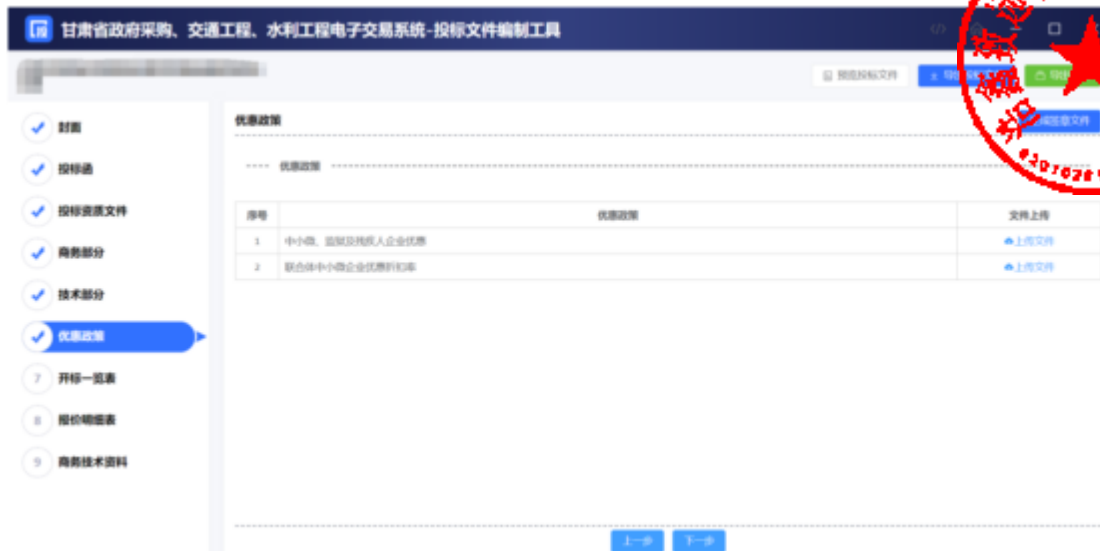 甘肃省政府采购、交通工程、水利工程电子交易系统-投标文件编制工具
预览投标文件
封面
优惠政策
投标函
优惠政策
投标资质文件
序号 优惠政策 文件上传
1 中小微、监狱及残疾人企业优惠 上传文件
商务部分
2 联合体中小微企业优惠折扣率 上传文件
技术部分
优惠政策
7 开标一览表
8 报价明细表
9 商务技术资料
上一步 下一步